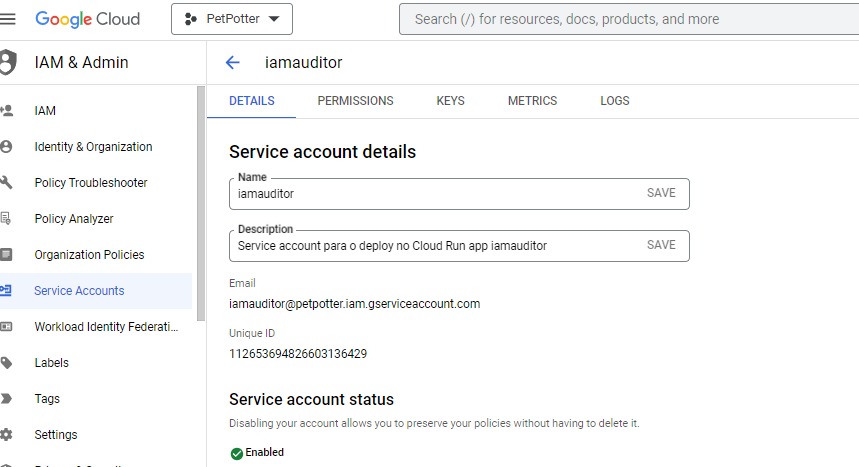 Google Cloud
PetPotter
Search (/) for resources, docs, products, and more
IAM & Admin
iamauditor
DETAILS PERMISSIONS KEYS METRICS LOGS
IAM
Identity & Organization
Policy Troubleshooter
Policy Analyzer
Organization Policies
Service Accounts
Workload Identity Federati...
Labels
Tags
Settings
Service account details
Name
iamauditor SAVE
Description
Service account para o deploy no Cloud Run app iamauditor SAVE
Email
iamauditor@petpotter.iam.gserviceaccount.com
Unique ID
112653694826603136429
Service account status
Disabling your account allows you to preserve your policies without having to delete it.
Enabled